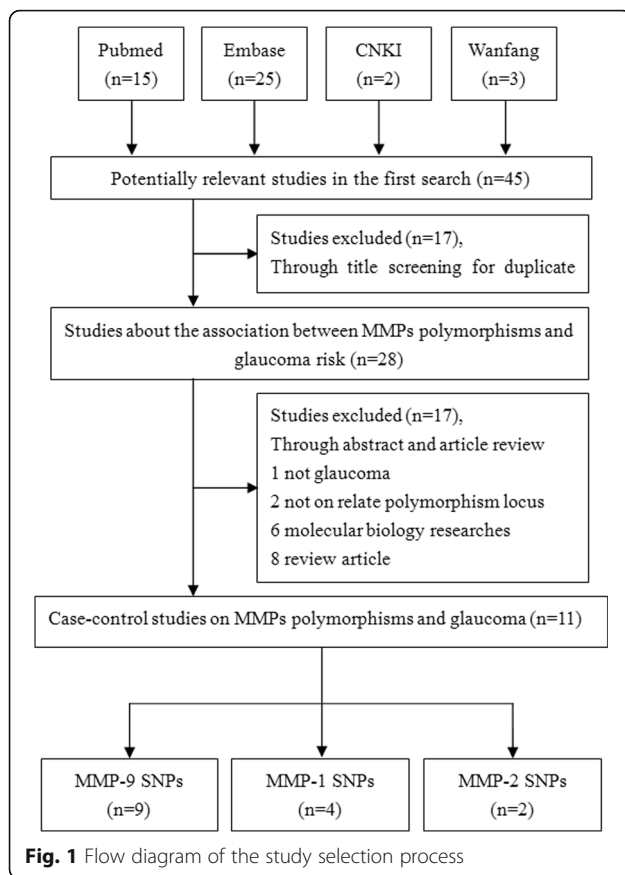 Pubmed
(n=15)
Embase
(n=25)
CNKI
(n=2)
Wanfang
(n=3)
Potentially relevant studies in the first search (n=45)
Studies excluded (n=17),
Through title screening for duplicate
Studies about the association between MMPs polymorphisms and
glaucoma risk (n=28)
Studies excluded (n=17),
Through abstract and article review
1 not glaucoma
2 not on relate polymorphism locus
6 molecular biology researches
8 review article
Case-control studies on MMPs polymorphisms and glaucoma (n=11)
MMP-9 SNPs
(n=9)
MMP-1 SNPs
(n=4)
MMP-2 SNPs
(n=2)
Fig. 1 Flow diagram of the study selection process